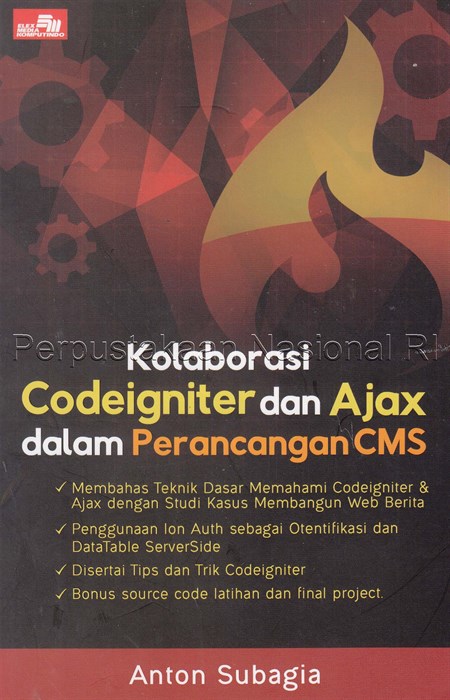 ELEX
MEDIA
KOMPUTINDO
Perpustakaan Nasional RI
Kolaborasi
Codeigniter dan Ajax
dalam Perancangan CMS
✓ Membahas Teknik Dasar Memahami Codeigniter &
Ajax dengan Studi Kasus Membangun Web Berita
✓ Penggunaan Ion Auth sebagai Otentifikasi dan
DataTable ServerSide
✓ Disertai Tips dan Trik Codeigniter
✓ Bonus source code latihan dan final project.
Anton Subagia